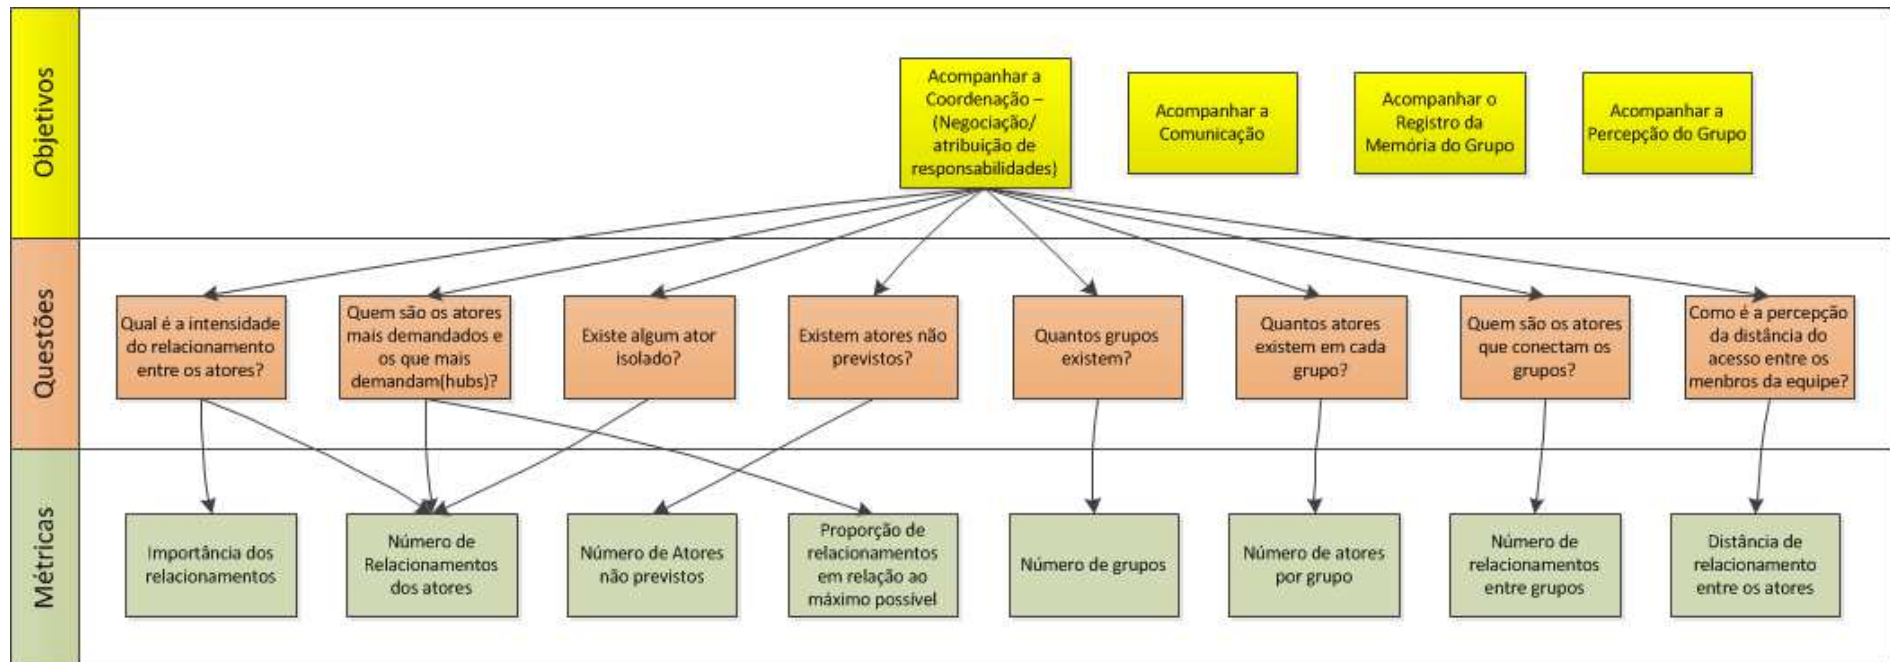 Objetivos
Acompanhar a
Coordenação –
(Negociação/
atribuição de
responsabilidades)
Acompanhar a
Comunicação
Acompanhar o
Registro da
Memória do Grupo
Acompanhar a
Percepção do Grupo
Questões
Qual é a intensidade
do relacionamento
entre os atores?
Quem são os atores
mais demandados e
os que mais
demandam(hubs)?
Existe algum ator
isolado?
Existem atores não
previstos?
Quantos grupos
existem?
Quantos atores
existem em cada
grupo?
Quem são os atores
que conectam os
grupos?
Como é a percepção
da distância do
acesso entre os
menbros da equipe?
Métricas
Importância dos
relacionamentos
Número de
Relacionamentos
dos atores
Número de Atores
não previstos
Proporção de
relacionamentos
em relação ao
máximo possível
Número de grupos
Número de atores
por grupo
Número de
relacionamentos
entre grupos
Distância de
relacionamento
entre os atores